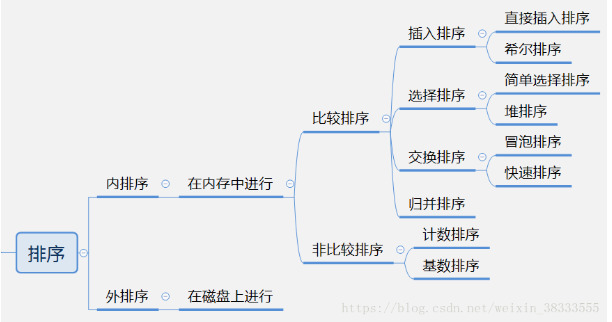 排序
内排序
在内存中进行
比较排序
插入排序
直接插入排序
希尔排序
选择排序
简单选择排序
堆排序
交换排序
冒泡排序
快速排序
归并排序
非比较排序
计数排序
基数排序
外排序
在磁盘上进行
https://blog.csdn.net/weixin_38333555